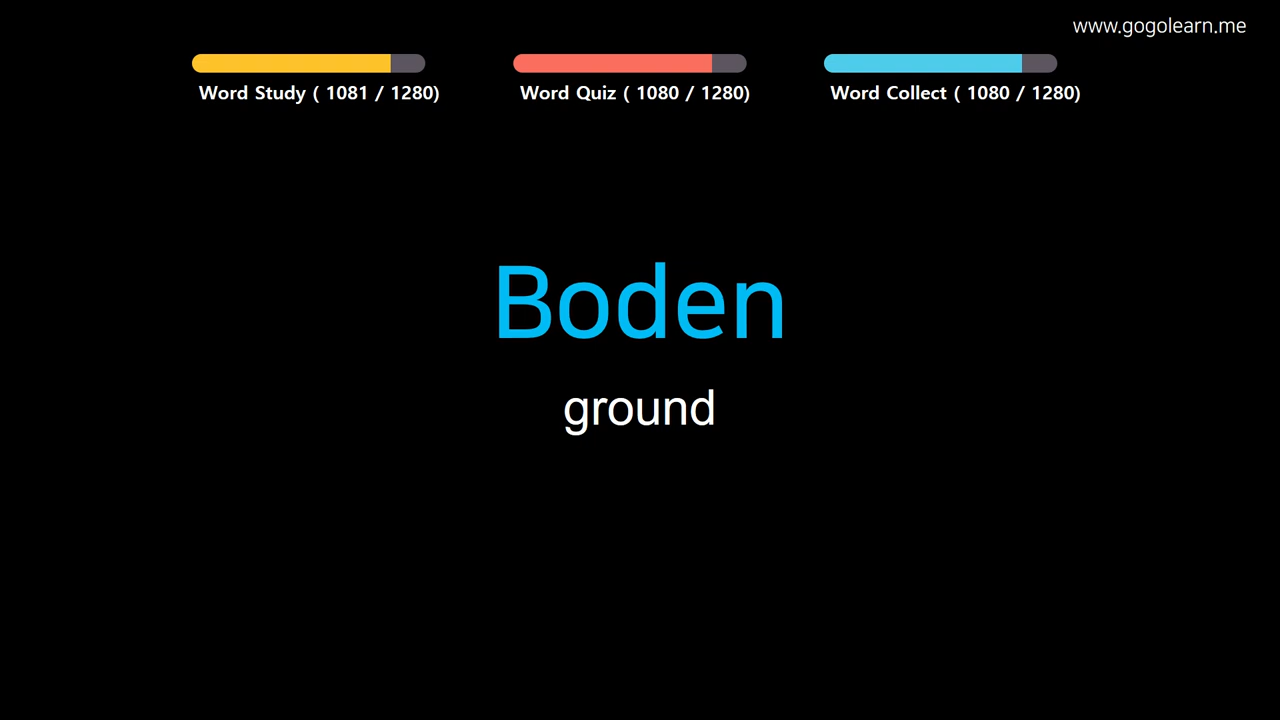 www.gogolearn.me
Word Study ( 1081 / 1280)
Word Quiz ( 1080 / 1280)
Word Collect ( 1080 / 1280)
Boden
ground